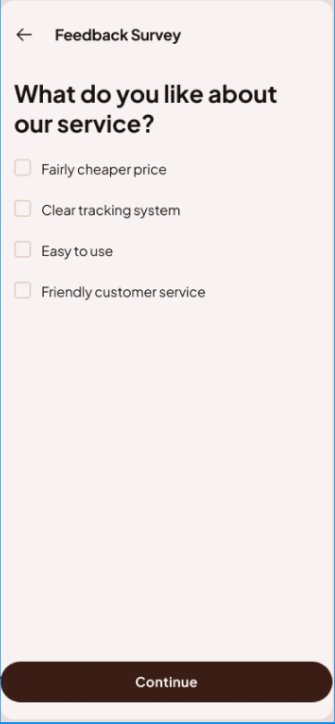 Feedback Survey
What do you like about
our service?
Fairly cheaper price
Clear tracking system
Easy to use
Friendly customer service
Continue